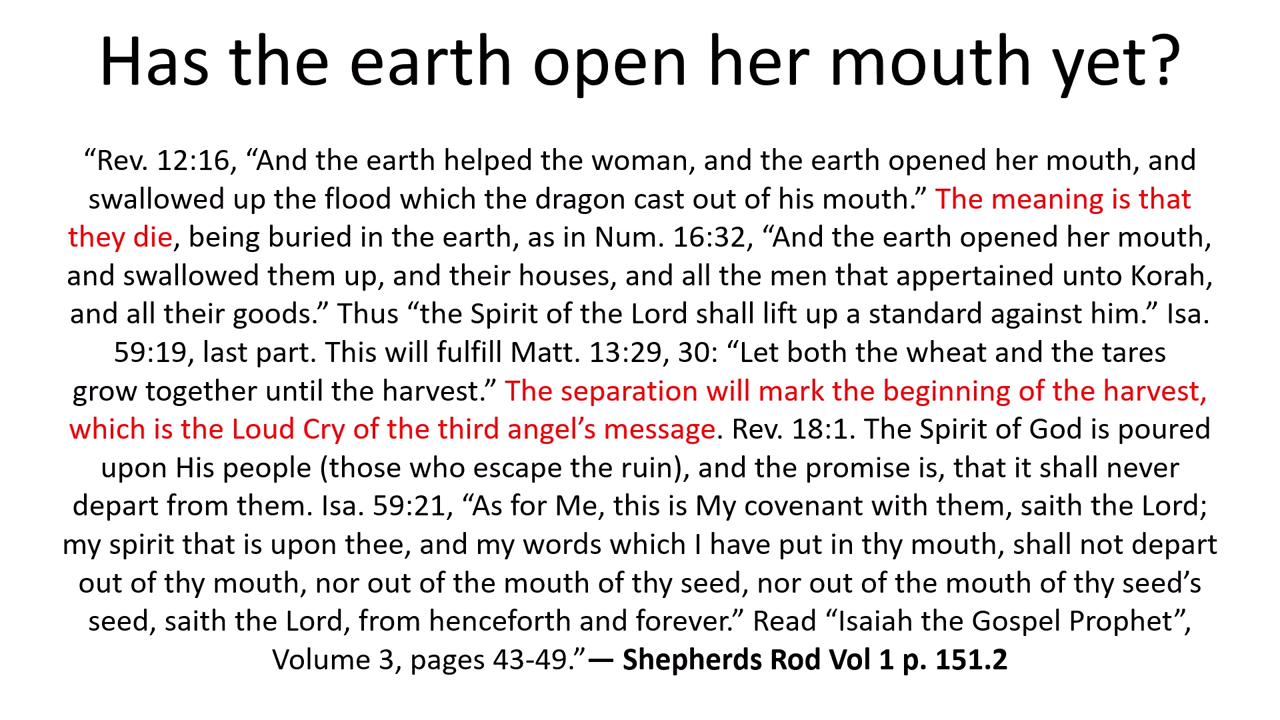 Has the earth open her mouth yet?
“Rev. 12:16, “And the earth helped the woman, and the earth opened her mouth, and
swallowed up the flood which the dragon cast out of his mouth.” The meaning is that
they die, being buried in the earth, as in Num. 16:32, “And the earth opened her mouth,
and swallowed them up, and their houses, and all the men that appertained unto Korah,
and all their goods.” Thus “the Spirit of the Lord shall lift up a standard against him.” Isa.
59:19, last part. This will fulfill Matt. 13:29, 30: “Let both the wheat and the tares
grow together until the harvest.” The separation will mark the beginning of the harvest,
which is the Loud Cry of the third angel’s message. Rev. 18:1. The Spirit of God is poured
upon His people (those who escape the ruin), and the promise is, that it shall never
depart from them. Isa. 59:21, “As for Me, this is My covenant with them, saith the Lord;
my spirit that is upon thee, and my words which I have put in thy mouth, shall not depart
out of thy mouth, nor out of the mouth of thy seed, nor out of the mouth of thy seed’s
seed, saith the Lord, from henceforth and forever.” Read “Isaiah the Gospel Prophet”,
Volume 3, pages 43-49.”— Shepherds Rod Vol 1 p. 151.2